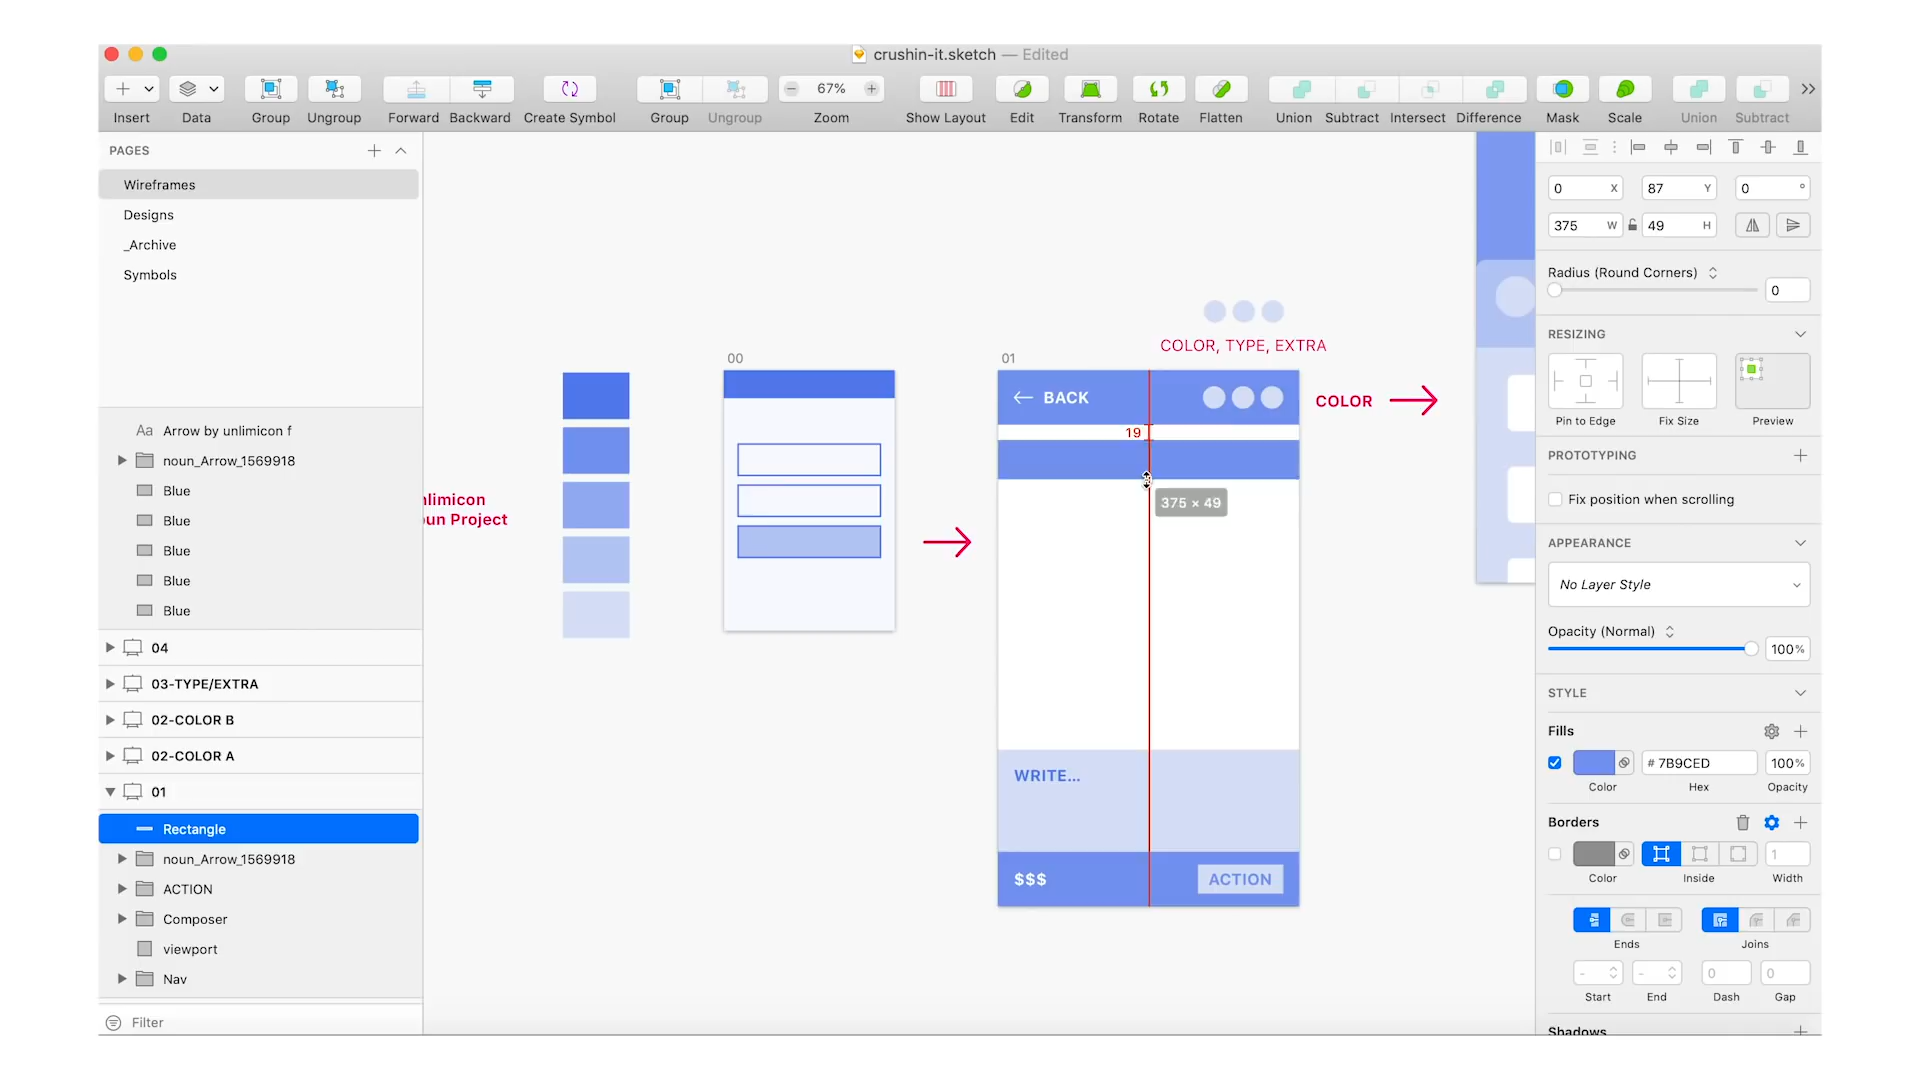 crushin-it.sketch — Edited
67%
Insert Data Group Ungroup Forward Backward Create Symbol Group Ungroup Zoom Show Layout Edit Transform Rotate Flatten Union Subtract Intersect Difference Mask Scale Union Subtract
PAGES
Wireframes
Designs
_Archive
Symbols
Aa Arrow by unlimicon f
noun_Arrow_1569918
Blue
Blue
Blue
Blue
Blue
04
03-TYPE/EXTRA
02-COLOR B
02-COLOR A
01
Rectangle
noun_Arrow_1569918
ACTION
Composer
viewport
Nav
Filter
nlimicon
oun Project
00
01
COLOR, TYPE, EXTRA
BACK
COLOR
19
375 × 49
WRITE...
$$$
ACTION
0 X 87 Y 0 °
375 W 49 H
Radius (Round Corners)
0
RESIZING
Pin to Edge Fix Size Preview
PROTOTYPING
Fix position when scrolling
APPEARANCE
No Layer Style
Opacity (Normal)
100%
STYLE
Fills
# 7B9CED 100%
Color Hex Opacity
Borders
1
Color Inside Width
Ends Joins
- - 0 0
Start End Dash Gap
Shadows